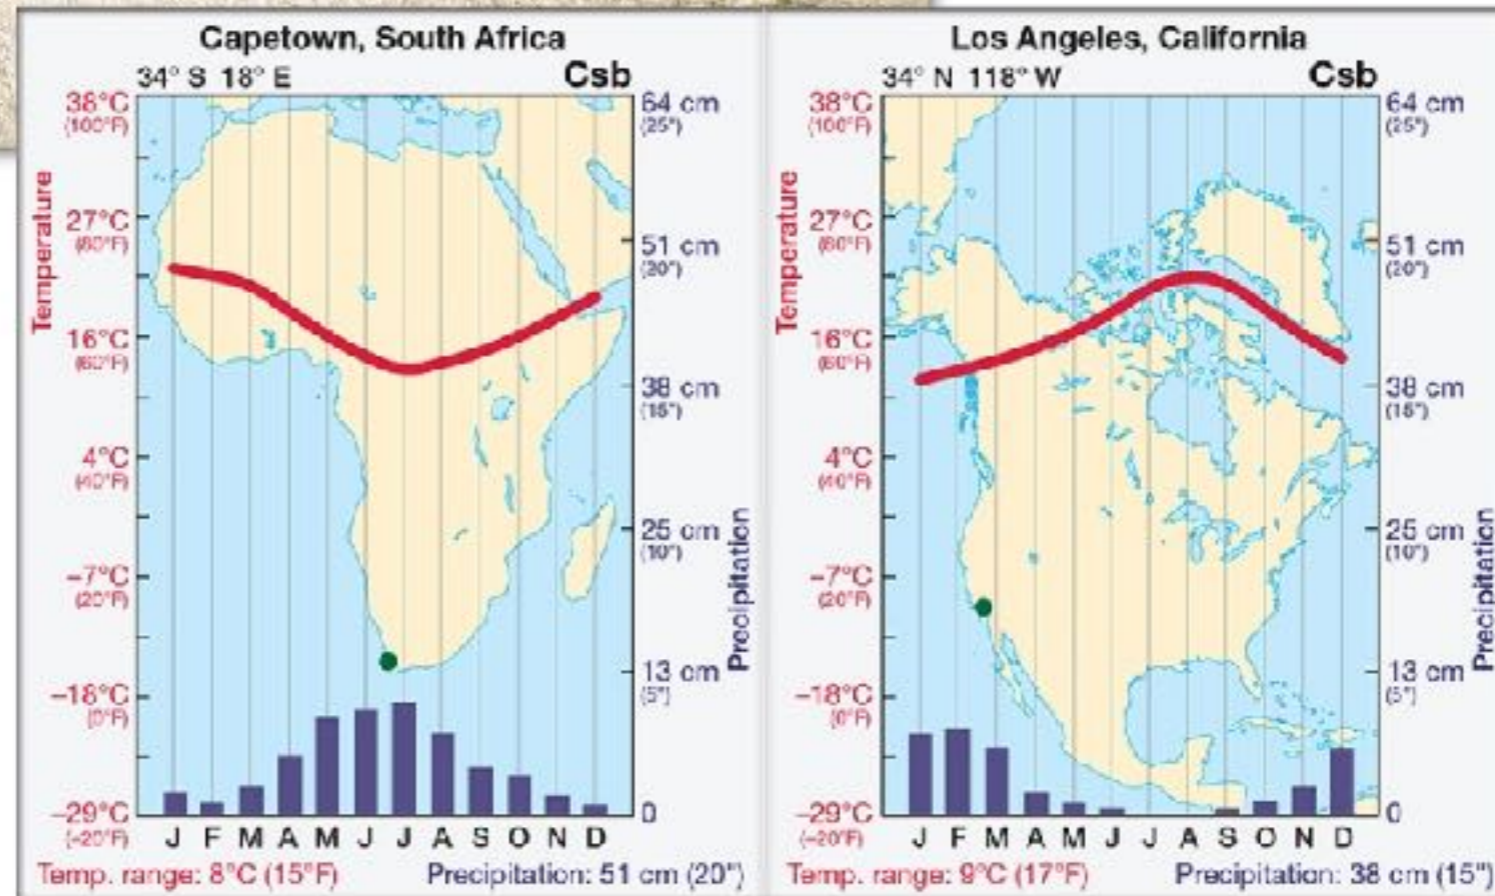 Capetown, South Africa
34° S 18° E
Csb
38°C
(100°F)
27°C
(80°F)
16°C
(60°F)
4°C
(40°F)
–7°C
(20°F)
–18°C
(0°F)
–29°C
(–20°F)
Temperature
64 cm
(25")
51 cm
(20")
38 cm
(15")
25 cm
(10")
13 cm
(5")
0
Precipitation
J F M A M J J A S O N D
Temp. range: 8°C (15°F)
Precipitation: 51 cm (20")
Los Angeles, California
34° N 118° W
Csb
38°C
(100°F)
27°C
(80°F)
16°C
(60°F)
4°C
(40°F)
–7°C
(20°F)
–18°C
(0°F)
–29°C
(–20°F)
Temperature
64 cm
(25")
51 cm
(20")
38 cm
(15")
25 cm
(10")
13 cm
(5")
0
Precipitation
J F M A M J J A S O N D
Temp. range: 9°C (17°F)
Precipitation: 38 cm (15")